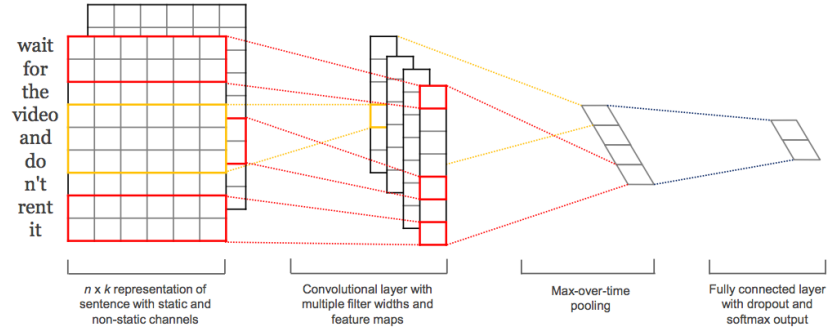 wait
for
the
video
and
do
n't
rent
it
n x k representation of
sentence with static and
non-static channels
Convolutional layer with
multiple filter widths and
feature maps
Max-over-time
pooling
Fully connected layer
with dropout and
softmax output